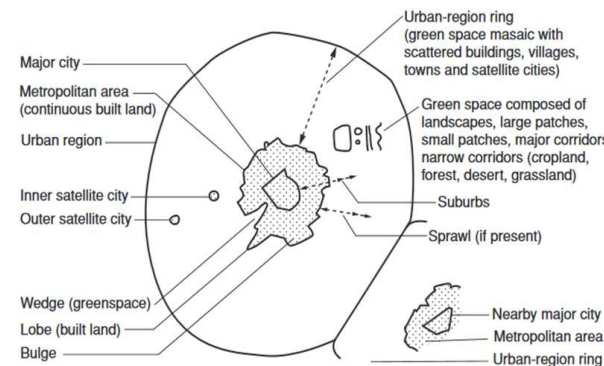 Major city
Metropolitan area
(continuous built land)
Urban region
Inner satellite city
Outer satellite city
Wedge (greenspace)
Lobe (built land)
Bulge
Urban-region ring
(green space masaic with
scattered buildings, villages,
towns and satellite cities)
Green space composed of
landscapes, large patches,
small patches, major corridors
narrow corridors (cropland,
forest, desert, grassland)
Suburbs
Sprawl (if present)
Nearby major city
Metropolitan area
Urban-region ring